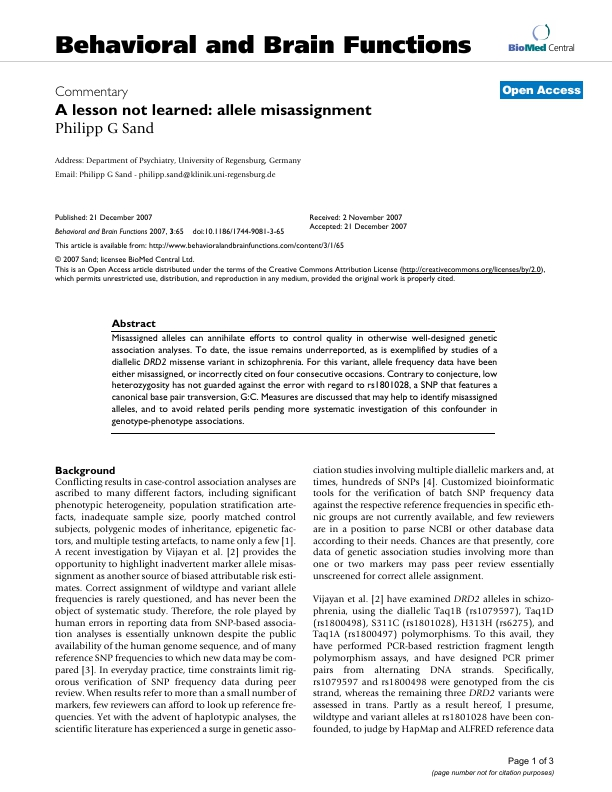 Behavioral and Brain Functions
BioMed Central
Commentary
Open Access
A lesson not learned: allele misassignment
Philipp G Sand
Address: Department of Psychiatry, University of Regensburg, Germany
Email: Philipp G Sand - philipp.sand@klinik.uni-regensburg.de
Published: 21 December 2007
Behavioral and Brain Functions 2007, 3:65 doi:10.1186/1744-9081-3-65
Received: 2 November 2007
Accepted: 21 December 2007
This article is available from: http://www.behavioralandbrainfunctions.com/content/3/1/65
© 2007 Sand; licensee BioMed Central Ltd.
This is an Open Access article distributed under the terms of the Creative Commons Attribution License (http://creativecommons.org/licenses/by/2.0),
which permits unrestricted use, distribution, and reproduction in any medium, provided the original work is properly cited.
Abstract
Misassigned alleles can annihilate efforts to control quality in otherwise well-designed genetic
association analyses. To date, the issue remains underreported, as is exemplified by studies of a
diallelic DRD2 missense variant in schizophrenia. For this variant, allele frequency data have been
either misassigned, or incorrectly cited on four consecutive occasions. Contrary to conjecture, low
heterozygosity has not guarded against the error with regard to rs1801028, a SNP that features a
canonical base pair transversion, G:C. Measures are discussed that may help to identify misassigned
alleles, and to avoid related perils pending more systematic investigation of this confounder in
genotype-phenotype associations.
Background
Conflicting results in case-control association analyses are
ascribed to many different factors, including significant
phenotypic heterogeneity, population stratification arte-
facts, inadequate sample size, poorly matched control
subjects, polygenic modes of inheritance, epigenetic fac-
tors, and multiple testing artefacts, to name only a few [1].
A recent investigation by Vijayan et al. [2] provides the
opportunity to highlight inadvertent marker allele misas-
signment as another source of biased attributable risk esti-
mates. Correct assignment of wildtype and variant allele
frequencies is rarely questioned, and has never been the
object of systematic study. Therefore, the role played by
human errors in reporting data from SNP-based associa-
tion analyses is essentially unknown despite the public
availability of the human genome sequence, and of many
reference SNP frequencies to which new data may be com-
pared [3]. In everyday practice, time constraints limit rig-
orous verification of SNP frequency data during peer
review. When results refer to more than a small number of
markers, few reviewers can afford to look up reference fre-
quencies. Yet with the advent of haplotypic analyses, the
scientific literature has experienced a surge in genetic asso-
ciation studies involving multiple diallelic markers and, at
times, hundreds of SNPs [4]. Customized bioinformatic
tools for the verification of batch SNP frequency data
against the respective reference frequencies in specific eth-
nic groups are not currently available, and few reviewers
are in a position to parse NCBI or other database data
according to their needs. Chances are that presently, core
data of genetic association studies involving more than
one or two markers may pass peer review essentially
unscreened for correct allele assignment.
Vijayan et al. [2] have examined DRD2 alleles in schizo-
phrenia, using the diallelic Taq1B (rs1079597), Taq1D
(rs1800498), S311C (rs1801028), H313H (rs6275), and
Taq1A (rs1800497) polymorphisms. To this avail, they
have performed PCR-based restriction fragment length
polymorphism assays, and have designed PCR primer
pairs from alternating DNA strands. Specifically,
rs1079597 and rs1800498 were genotyped from the cis
strand, whereas the remaining three DRD2 variants were
assessed in trans. Partly as a result hereof, I presume,
wildtype and variant alleles at rs1801028 have been con-
founded, to judge by HapMap and ALFRED reference data
Page 1 of 3
(page number not for citation purposes)